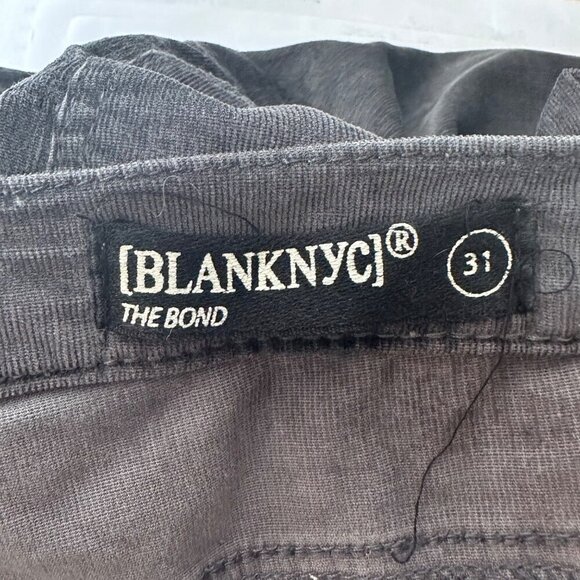 [BLANKNYC]®
31
THE BOND